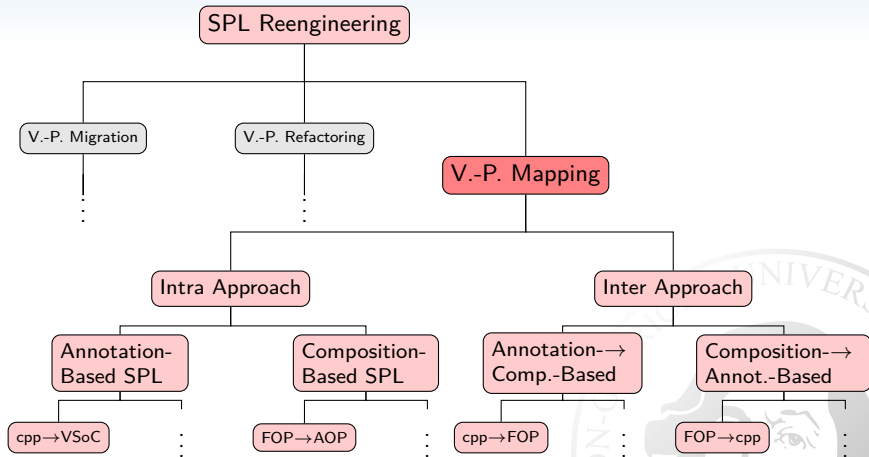 SPL Reengineering
V.-P. Migration
V.-P. Refactoring
V.-P. Mapping
Intra Approach
Inter Approach
Annotation-
Based SPL
Composition-
Based SPL
Annotation-→
Comp.-Based
Composition-→
Annot.-Based
cpp→VSoC
FOP→AOP
cpp→FOP
FOP→cpp